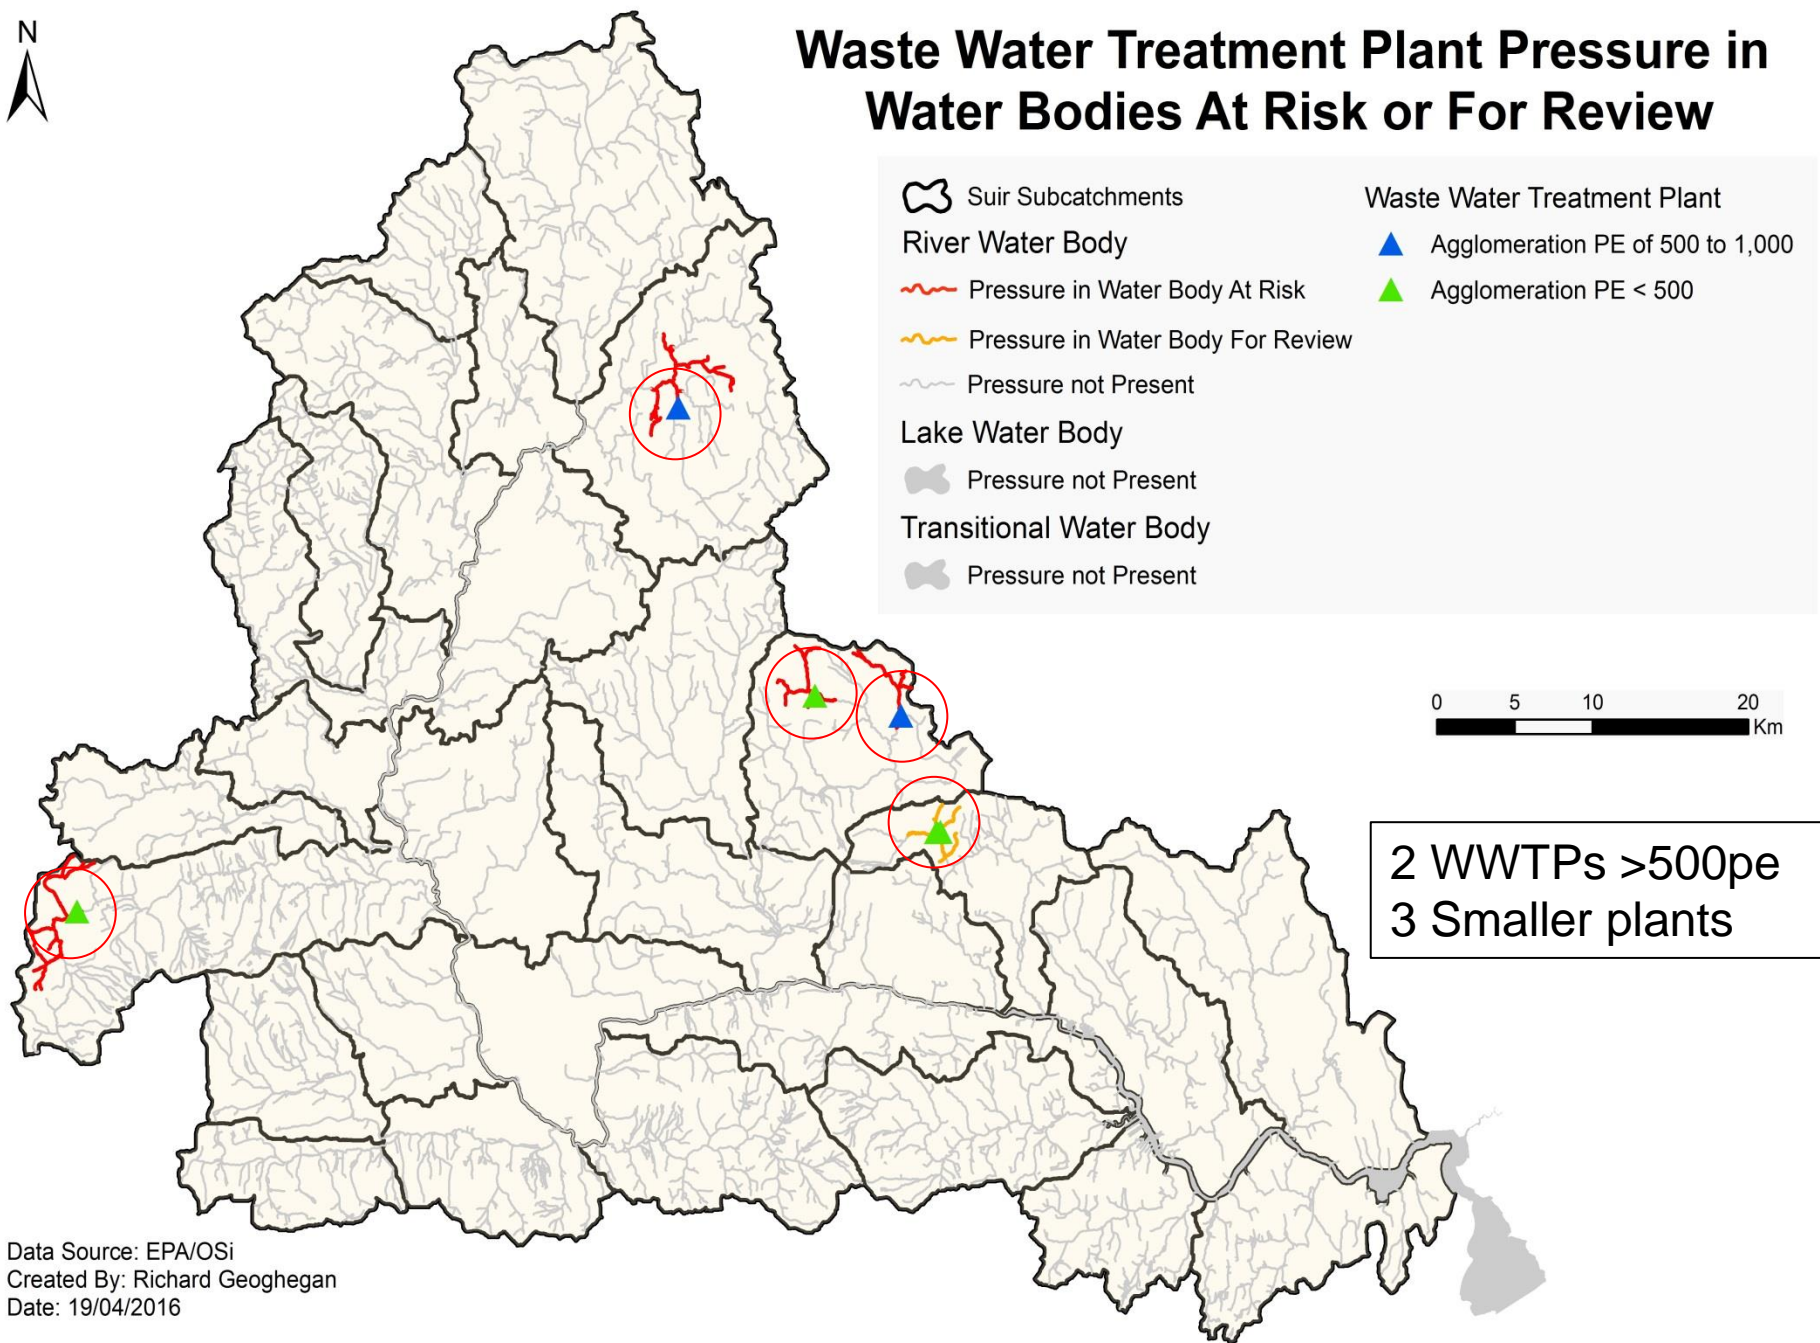 N
Waste Water Treatment Plant Pressure in
Water Bodies At Risk or For Review
Suir Subcatchments
River Water Body
Pressure in Water Body At Risk
Pressure in Water Body For Review
Pressure not Present
Lake Water Body
Pressure not Present
Transitional Water Body
Pressure not Present
Waste Water Treatment Plant
Agglomeration PE of 500 to 1,000
Agglomeration PE < 500
0 5 10 20
Km
2 WWTPs >500pe
3 Smaller plants
Data Source: EPA/OSi
Created By: Richard Geoghegan
Date: 19/04/2016